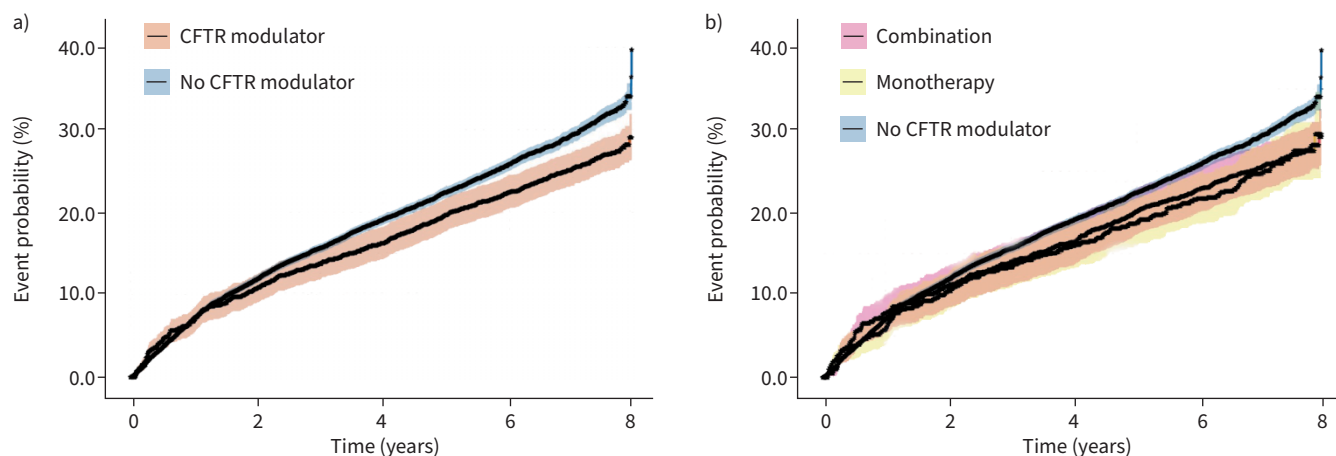 a)
CFTR modulator
No CFTR modulator
Event probability (%)
40.0
30.0
20.0
10.0
0.0
0 2 4 6 8
Time (years)
b)
Combination
Monotherapy
No CFTR modulator
Event probability (%)
40.0
30.0
20.0
10.0
0.0
0 2 4 6 8
Time (years)